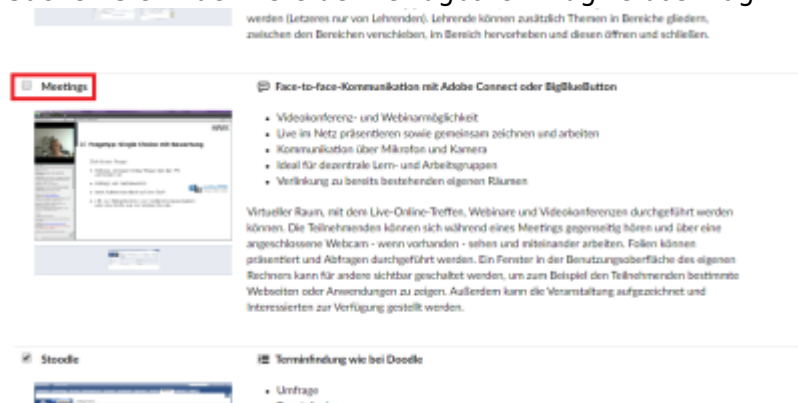 werden (Letzeres nur von Lehrenden). Lehrende können zusätzlich Themen in Bereiche gliedern,
zwischen den Bereichen verschieben, im Bereich hervorheben und diesen öffnen und schließen.
Meetings
Face-to-face-Kommunikation mit Adobe Connect oder BigBlueButton
• Videokonferenz- und Webinarmöglichkeit
• Live im Netz präsentieren sowie gemeinsam zeichnen und arbeiten
• Kommunikation über Mikrofon und Kamera
• Ideal für dezentrale Lern- und Arbeitsgruppen
• Verlinkung zu bereits bestehenden eigenen Räumen
Fragetyp: Single Choice mit Bewertung
Virtueller Raum, mit dem Live-Online-Treffen, Webinare und Videokonferenzen durchgeführt werden
können. Die Teilnehmenden können sich während eines Meetings gegenseitig hören und über eine
angeschlossene Webcam - wenn vorhanden - sehen und miteinander arbeiten. Folien können
präsentiert und Abfragen durchgeführt werden. Ein Fenster in der Benutzungsoberfläche des eigenen
Rechners kann für andere sichtbar geschaltet werden, um zum Beispiel den Teilnehmenden bestimmte
Webseiten oder Anwendungen zu zeigen. Außerdem kann die Veranstaltung aufgezeichnet und
Interessierten zur Verfügung gestellt werden.
Stoodle
Terminfindung wie bei Doodle
• Umfrage